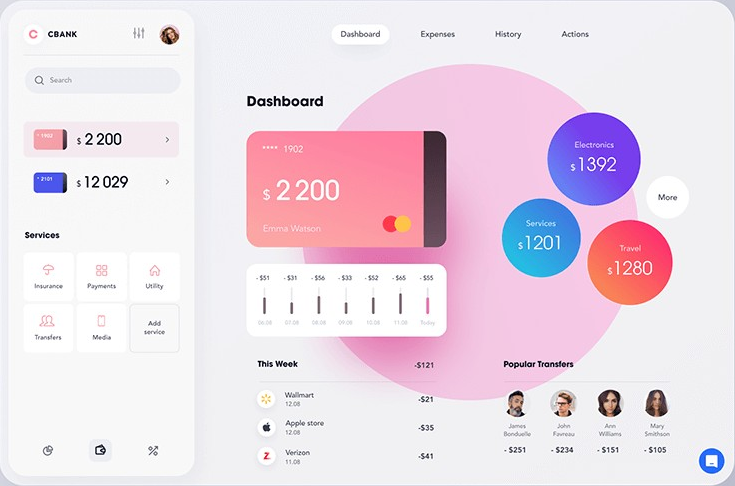 C CBANK
Search
* 1902
$ 2 200
* 2101
$ 12 029
Services
Insurance
Payments
Utility
Transfers
Media
Add
service
Dashboard
Expenses
History
Actions
Dashboard
**** 1902
$ 2 200
Emma Watson
- $51
- $31
- $56
- $33
- $52
- $65
- $55
06.08
07.08
08.08
09.08
10.08
11.08
Today
Electronics
$ 1392
Services
$ 1201
Travel
$ 1280
More
This Week
-$121
Wallmart
12.08
-$21
Apple store
12.08
-$35
Verizon
11.08
-$41
Popular Transfers
James
Bonduelle
- $251
John
Favreau
- $234
Ann
Williams
- $151
Mary
Smithson
- $105